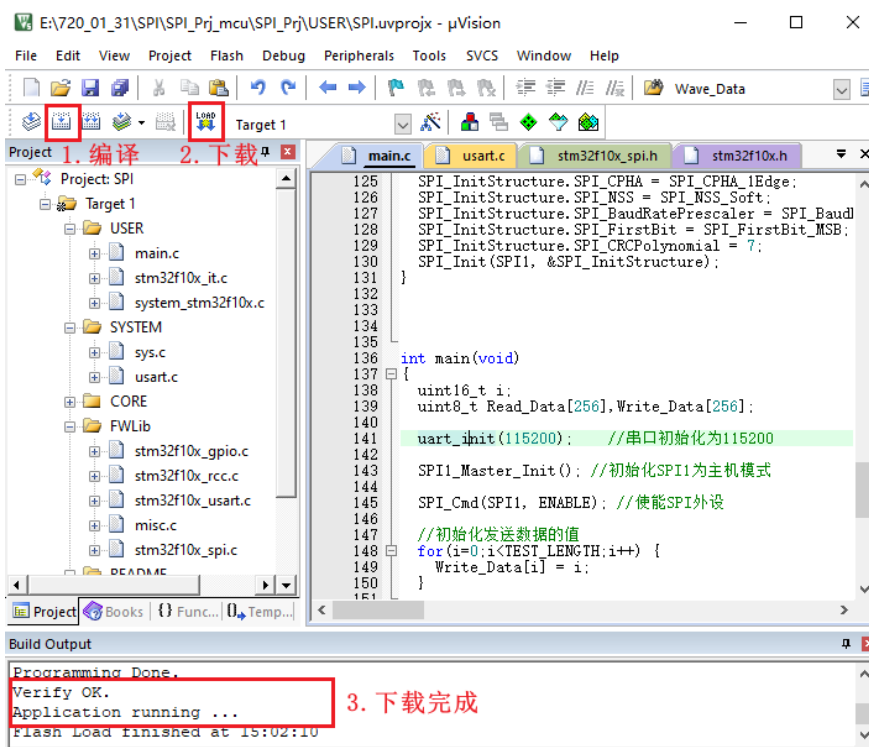 E:\720_01_31\SPI\SPI_Prj_mcu\SPI_Prj\USER\SPI.uvprojx - µVision
File Edit View Project Flash Debug Peripherals Tools SVCS Window Help
Wave_Data
LOAD Target 1
1.编译 2.下载
Project
main.c usart.c stm32f10x_spi.h stm32f10x.h
Project: SPI
Target 1
USER
main.c
stm32f10x_it.c
system_stm32f10x.c
SYSTEM
sys.c
usart.c
CORE
FWLib
stm32f10x_gpio.c
stm32f10x_rcc.c
stm32f10x_usart.c
misc.c
stm32f10x_spi.c
README
125 SPI_InitStructure.SPI_CPHA = SPI_CPHA_1Edge;
126 SPI_InitStructure.SPI_NSS = SPI_NSS_Soft;
127 SPI_InitStructure.SPI_BaudRatePrescaler = SPI_Baud
128 SPI_InitStructure.SPI_FirstBit = SPI_FirstBit_MSB;
129 SPI_InitStructure.SPI_CRCPolynomial = 7;
130 SPI_Init(SPI1, &SPI_InitStructure);
131 }
132
133
134
135
136 int main(void)
137 {
138 uint16_t i;
139 uint8_t Read_Data[256],Write_Data[256];
140
141 uart_init(115200); //串口初始化为115200
142
143 SPI1_Master_Init(); //初始化SPI1为主机模式
144
145 SPI_Cmd(SPI1, ENABLE); //使能SPI外设
146
147 //初始化发送数据的值
148 for(i=0;i<TEST_LENGTH;i++) {
149 Write_Data[i] = i;
150 }
151
Project Books {} Func... 0 Temp...
Build Output
Programming Done.
Verify OK.
Application running ...
Flash Load finished at 15:02:10
3.下载完成